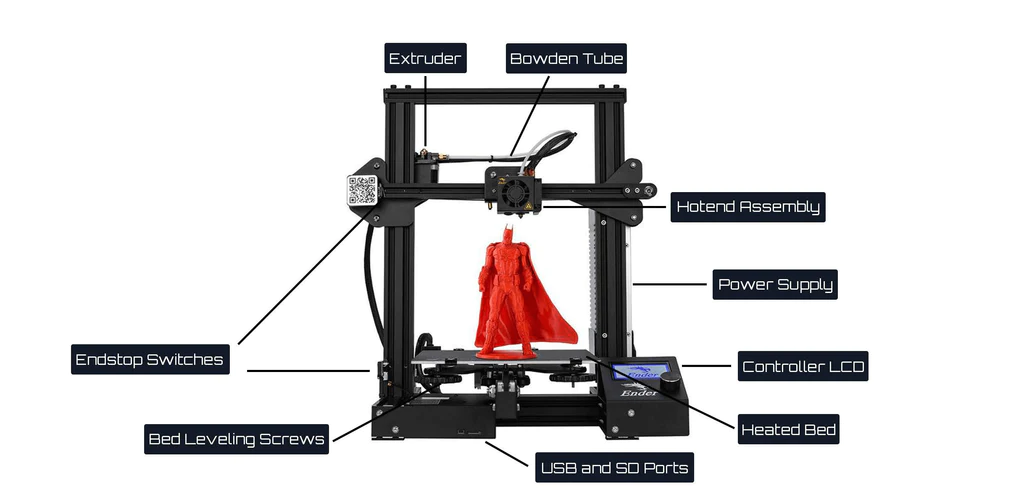 Extruder
Bowden Tube
Hotend Assembly
Power Supply
Endstop Switches
Controller LCD
Ender
Ender
Bed Leveling Screws
Heated Bed
USB and SD Ports